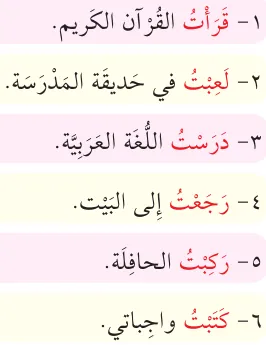 ١- قَرَأْتُ القُرْآن الكَريم.
٢- لَعِبْتُ في حَديقَة المَدْرَسَة.
٣- دَرَسْتُ اللُّغَة العَرَبِيَّة.
٤- رَجَعْتُ إِلى البَيْت.
٥- رَكِبْتُ الحافِلَة.
٦- كَتَبْتُ واجِباتي.